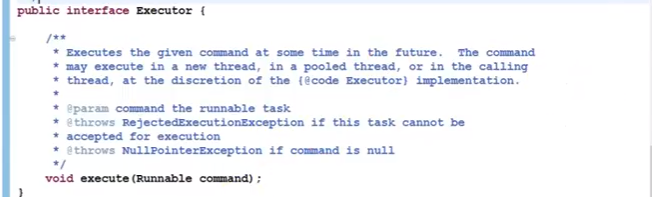 public interface Executor {
/**
* Executes the given command at some time in the future.  The command
* may execute in a new thread, in a pooled thread, or in the calling
* thread, at the discretion of the {@code Executor} implementation.
*
* @param command the runnable task
* @throws RejectedExecutionException if this task cannot be
* accepted for execution
* @throws NullPointerException if command is null
*/
void execute(Runnable command);
}